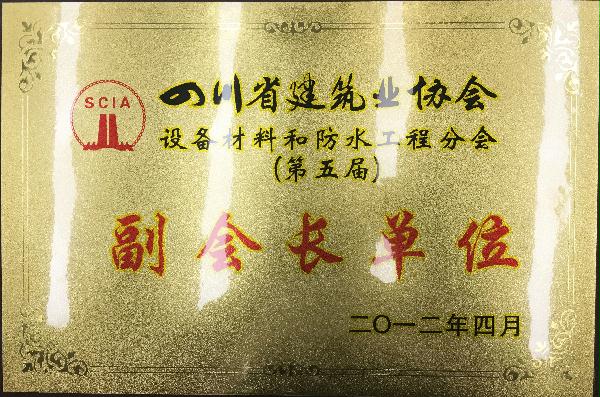 SCIA
四川省建筑业协会
设备材料和防水工程分会
(第五届)
副会长单位
二〇一二年四月